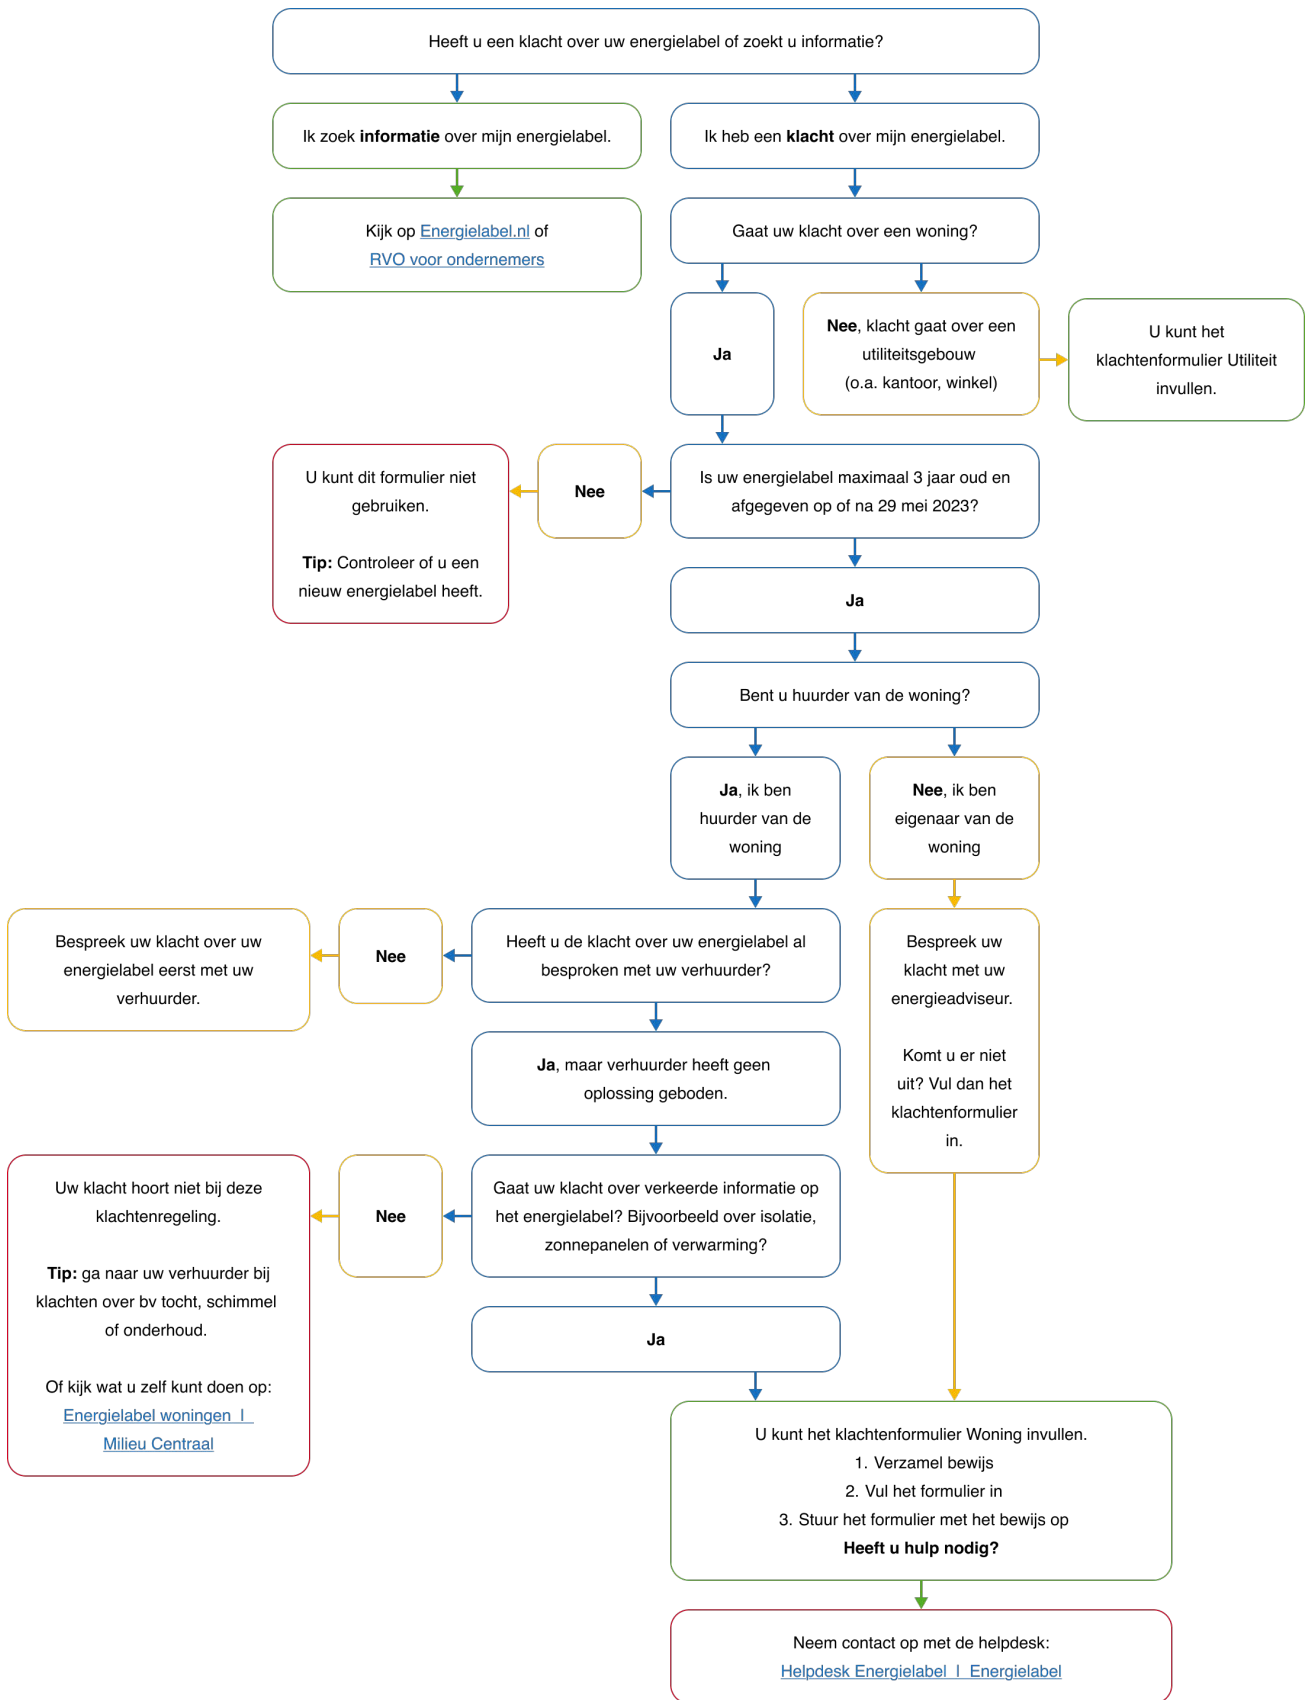 Heeft u een klacht over uw energielabel of zoekt u informatie?
Ik zoek informatie over mijn energielabel.
Ik heb een klacht over mijn energielabel.
Kijk op Energielabel.nl of
RVO voor ondernemers
Gaat uw klacht over een woning?
Ja
Nee, klacht gaat over een
utiliteitsgebouw
(o.a. kantoor, winkel)
U kunt het
klachtenformulier Utiliteit
invullen.
Is uw energielabel maximaal 3 jaar oud en
afgegeven op of na 29 mei 2023?
Nee
U kunt dit formulier niet
gebruiken.
Tip: Controleer of u een
nieuw energielabel heeft.
Ja
Bent u huurder van de woning?
Ja, ik ben
huurder van de
woning
Nee, ik ben
eigenaar van de
woning
Heeft u de klacht over uw energielabel al
besproken met uw verhuurder?
Nee
Bespreek uw klacht over uw
energielabel eerst met uw
verhuurder.
Bespreek uw
klacht met uw
energieadviseur.
Komt u er niet
uit? Vul dan het
klachtenformulier
in.
Ja, maar verhuurder heeft geen
oplossing geboden.
Gaat uw klacht over verkeerde informatie op
het energielabel? Bijvoorbeeld over isolatie,
zonnepanelen of verwarming?
Nee
Uw klacht hoort niet bij deze
klachtenregeling.
Tip: ga naar uw verhuurder bij
klachten over bv tocht, schimmel
of onderhoud.
Of kijk wat u zelf kunt doen op:
Energielabel woningen | 
Milieu Centraal
Ja
U kunt het klachtenformulier Woning invullen.
1. Verzamel bewijs
2. Vul het formulier in
3. Stuur het formulier met het bewijs op
Heeft u hulp nodig?
Neem contact op met de helpdesk:
Helpdesk Energielabel | Energielabel